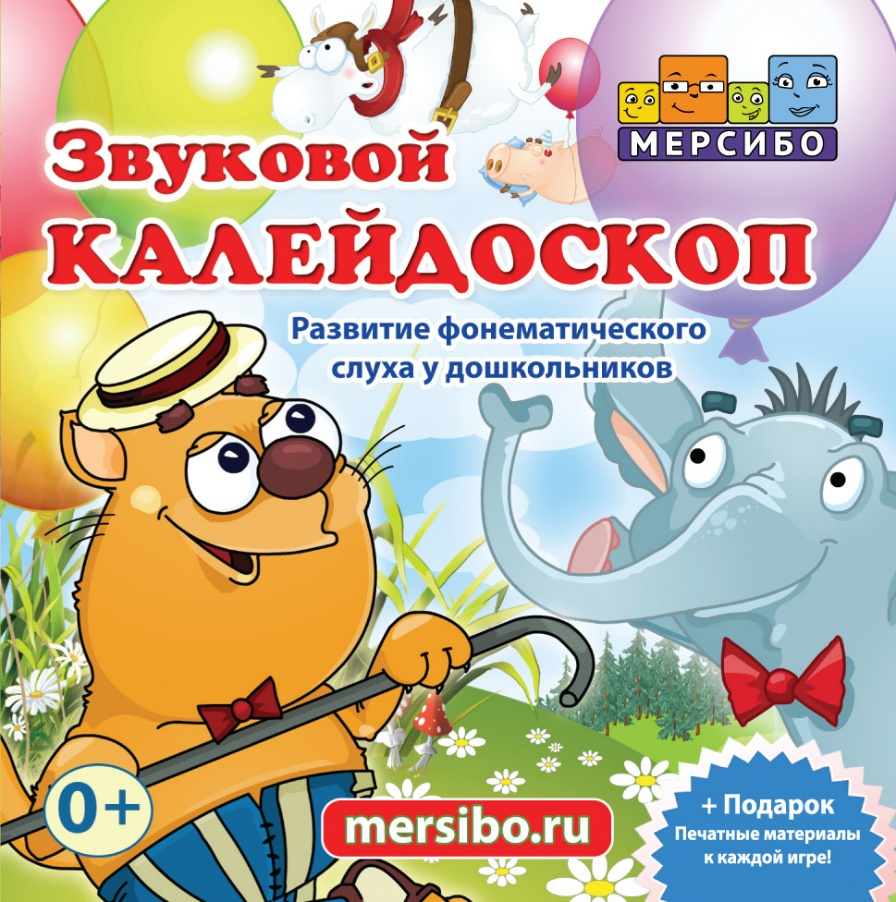 МЕРСИБО
Звуковой
КАЛЕЙДОСКОП
Развитие фонематического
слуха у дошкольников
0+
mersibo.ru
+ Подарок
Печатные материалы
к каждой игре!